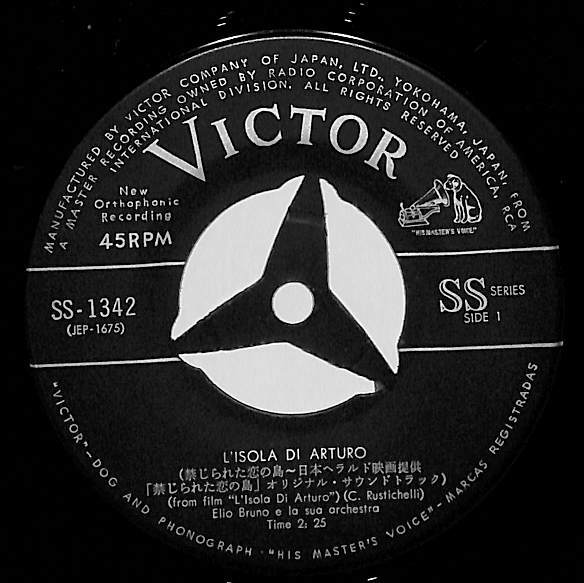 MANUFACTURED BY VICTOR COMPANY OF JAPAN, LTD., YOKOHAMA, JAPAN, FROM
A MASTER RECORDING OWNED BY RADIO CORPORATION OF AMERICA, RCA
INTERNATIONAL DIVISION, ALL RIGHTS RESERVED
VICTOR
New
Orthophonic
Recording
45RPM
"HIS MASTER'S VOICE"
SS-1342
(JEP-1675)
SS SERIES
SIDE 1
L'ISOLA DI ARTURO
(禁じられた恋の島~日本ヘラルド映画提供
「禁じられた恋の島」オリジナル・サウンドトラック)
(from film "L'Isola Di Arturo") (C. Rustichelli)
Elio Bruno e la sua orchestra
Time 2: 25
"VICTOR"-DOG AND PHONOGRAPH・"HIS MASTER'S VOICE"-MARCAS REGISTRADAS